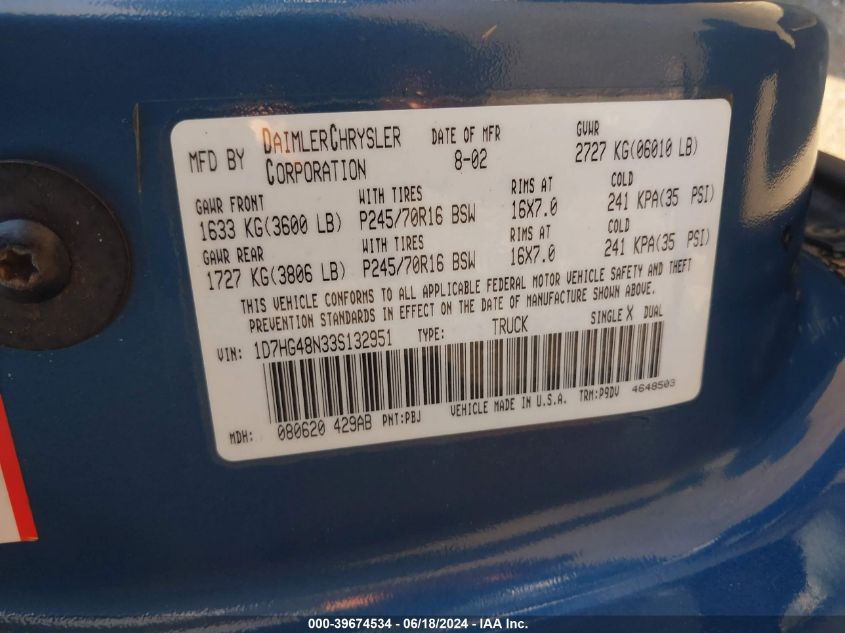 MFD BY DAIMLERCHRYSLER CORPORATION DATE OF MFR 8-02 GVWR 2727 KG(06010 LB)
GAWR FRONT WITH TIRES RIMS AT COLD
1633 KG(3600 LB) P245/70R16 BSW 16X7.0 241 KPA(35 PSI)
GAWR REAR WITH TIRES RIMS AT COLD
1727 KG(3806 LB) P245/70R16 BSW 16X7.0 241 KPA(35 PSI)
THIS VEHICLE CONFORMS TO ALL APPLICABLE FEDERAL MOTOR VEHICLE SAFETY AND THEFT
PREVENTION STANDARDS IN EFFECT ON THE DATE OF MANUFACTURE SHOWN ABOVE.
VIN: 1D7HG48N33S132951 TYPE: TRUCK SINGLE X DUAL
MDH: 080620 429AB PNT:PBJ VEHICLE MADE IN U.S.A. TRM:P9DV 4648503
000-39674534 - 06/18/2024 - IAA Inc.